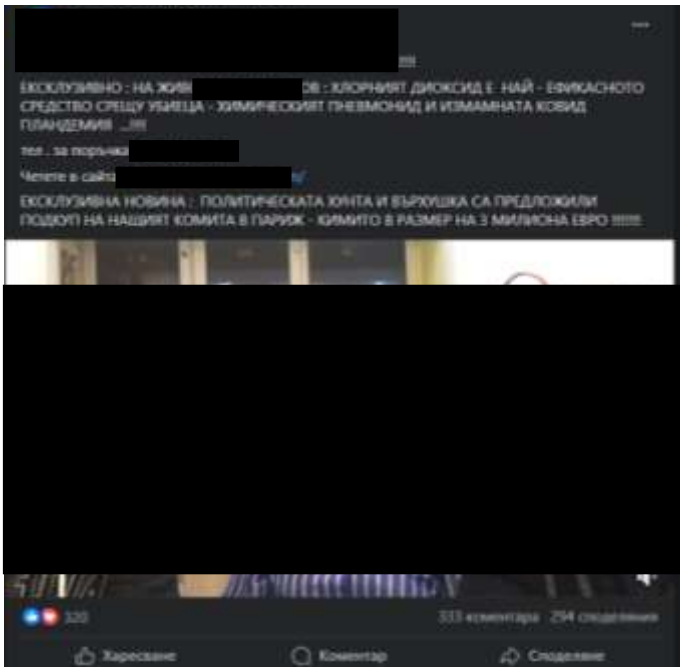 !!!!
ЕКСКЛУЗИВНО : НА ЖИВ ОВ : ХЛОРНИЯТ ДИОКСИД Е НАЙ - ЕФИКАСНОТО
СРЕДСТВО СРЕЩУ УБИЕЦА - ХИМИЧЕСКИЯТ ПНЕВМОНИД И ИЗМАМНАТА КОВИД
ПЛАНДЕМИЯ ...!!!!
тел . за поръчка
Четете в сайта
ЕКСКЛУЗИВНА НОВИНА : ПОЛИТИЧЕСКАТА ХУНТА И ВЪРХУШКА СА ПРЕДЛОЖИЛИ
ПОДКУП НА НАШИЯТ КОМИТА В ПАРИЖ - КИМИТО В РАЗМЕР НА 3 МИЛИОНА ЕВРО !!!!!!!
320
333 коментара 294 споделяния
Харесване
Коментар
Споделяне